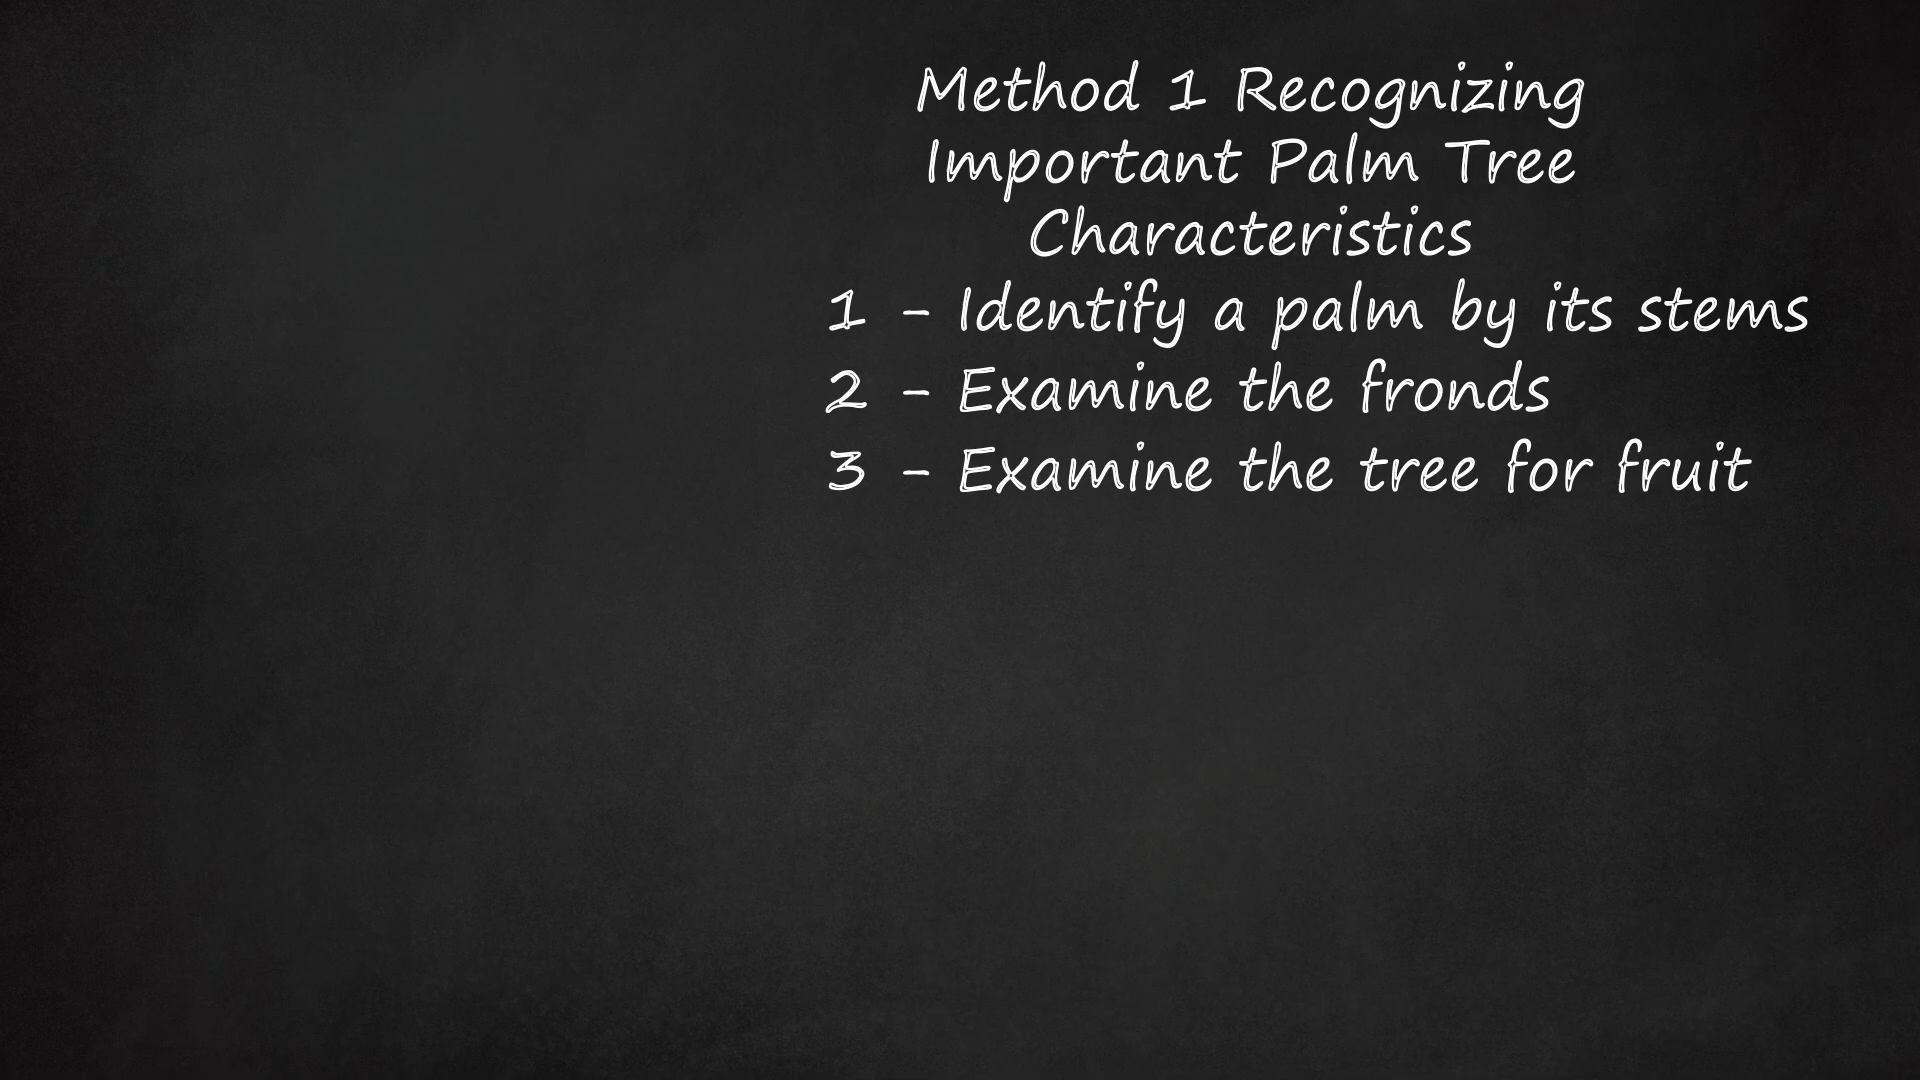 Method 1 Recognizing
Important Palm Tree
Characteristics
1 - Identify a palm by its stems
2 - Examine the fronds
3 - Examine the tree for fruit